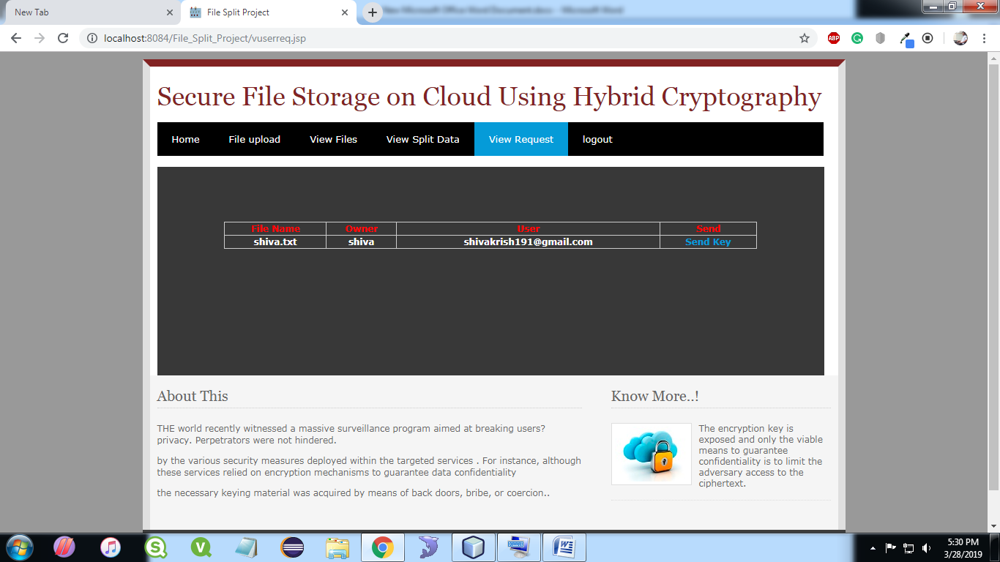 New Tab
File Split Project
New Microsoft Office Word Document.docx - Microsoft Word
localhost:8084/File_Split_Project/vuserreq.jsp
ABP
Secure File Storage on Cloud Using Hybrid Cryptography
Home File upload View Files View Split Data View Request logout
File Name Owner User Send
shiva.txt shiva shivakrish191@gmail.com Send Key
About This
THE world recently witnessed a massive surveillance program aimed at breaking users?
privacy. Perpetrators were not hindered.
by the various security measures deployed within the targeted services . For instance, although
these services relied on encryption mechanisms to guarantee data confidentiality
the necessary keying material was acquired by means of back doors, bribe, or coercion..
Know More..!
The encryption key is
exposed and only the viable
means to guarantee
confidentiality is to limit the
adversary access to the
ciphertext.
5:30 PM
3/28/2019